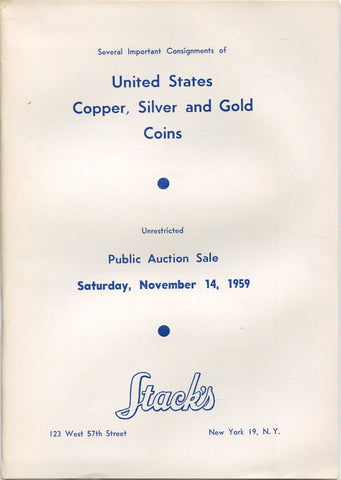 Several Important Consignments of
United States
Copper, Silver and Gold
Coins
Unrestricted
Public Auction Sale
Saturday, November 14, 1959
Stack's
123 West 57th Street New York 19, N. Y.